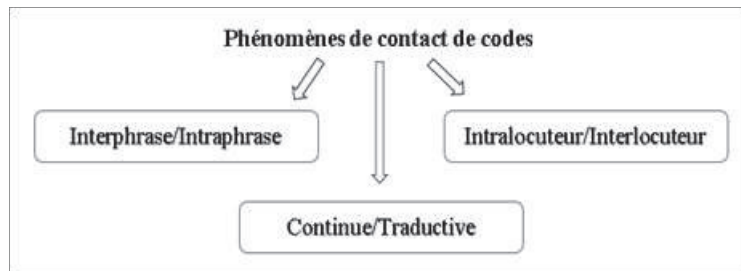 Phénomènes de contact de codes
Interphrase/Intraphrase
Intralocuteur/Interlocuteur
Continue/Traductive